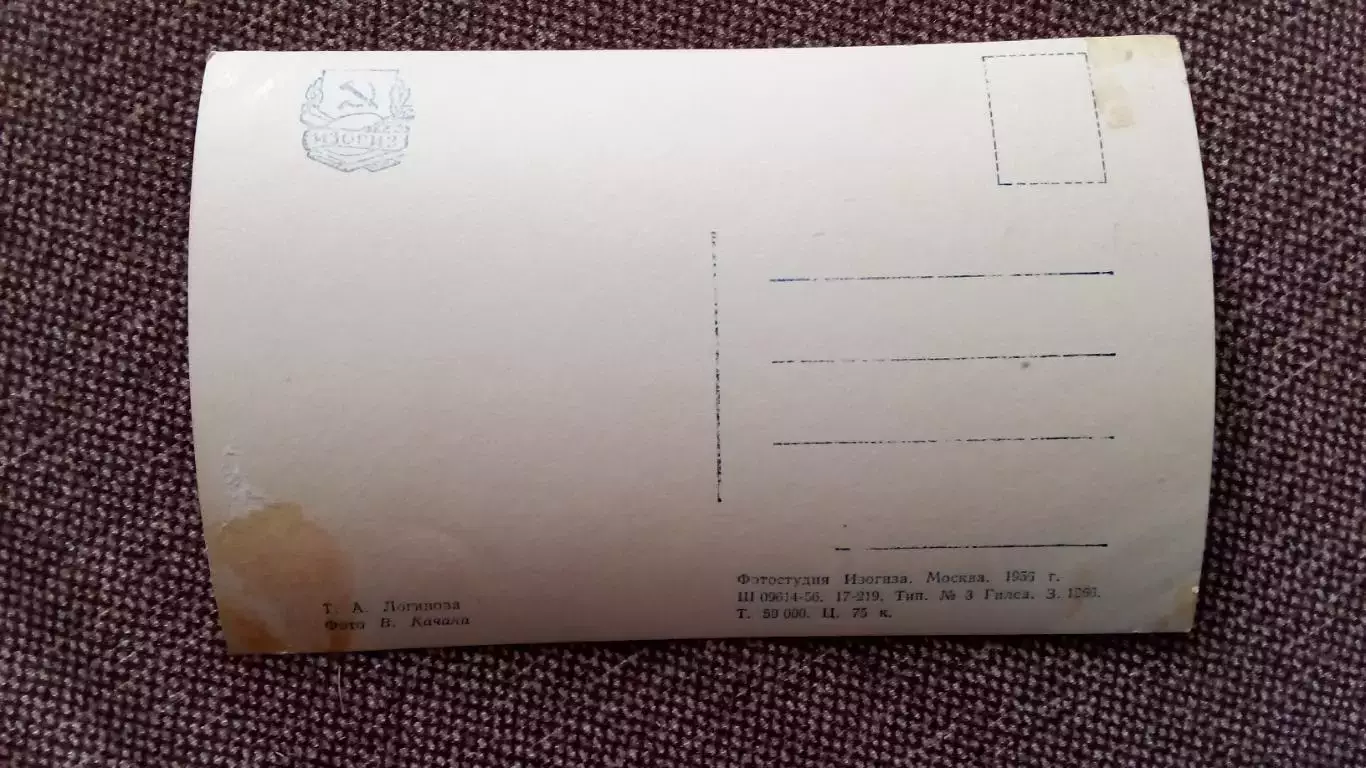 ИЗОГИЗ
Т. А. Логинова
Фото В. Качала
Фотостудия Изогиза. Москва. 1956 г.
Ш 09614-56. 17-219. Тип. № 3 Гилса. З.
Т. 50 000. Ц. 75 к.